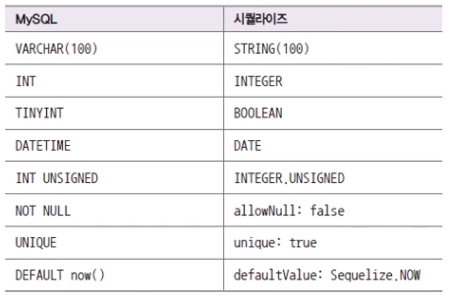 MySQL 시퀄라이즈
VARCHAR(100) STRING(100)
INT INTEGER
TINYINT BOOLEAN
DATETIME DATE
INT UNSIGNED INTEGER.UNSIGNED
NOT NULL allowNull: false
UNIQUE unique: true
DEFAULT now() defaultValue: Sequelize.NOW